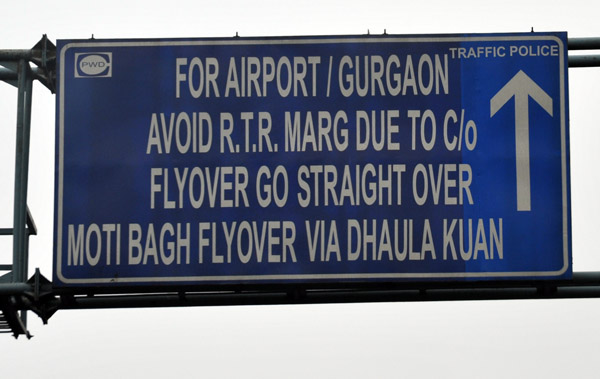 PWD
TRAFFIC POLICE
FOR AIRPORT / GURGAON
AVOID R.T.R. MARG DUE TO C/o
FLYOVER GO STRAIGHT OVER
MOTI BAGH FLYOVER VIA DHAULA KUAN